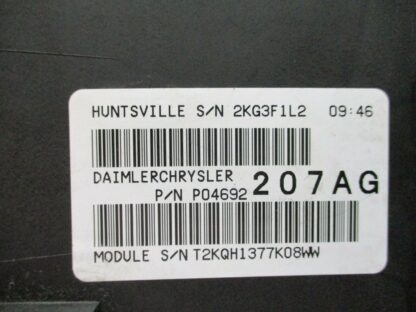 HUNTSVILLE S/N 2KG3F1L2 09:46
DAIMLERCHRYSLER
P/N P04692 207AG
MODULE S/N T2KQH1377K08WW